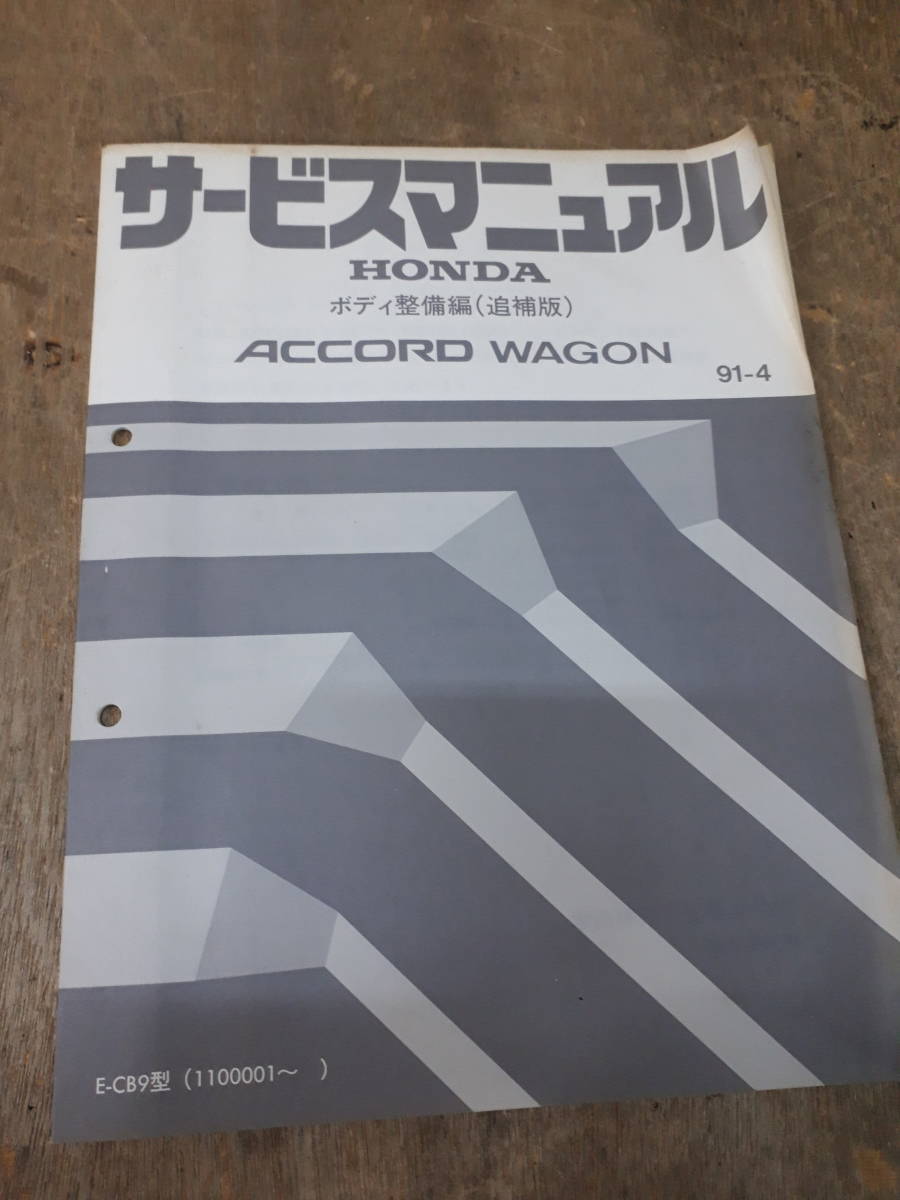 サービスマニュアル
HONDA
ボディ整備編(追補版)
ACCORD WAGON
91-4
E-CB9型 (1100001〜 )